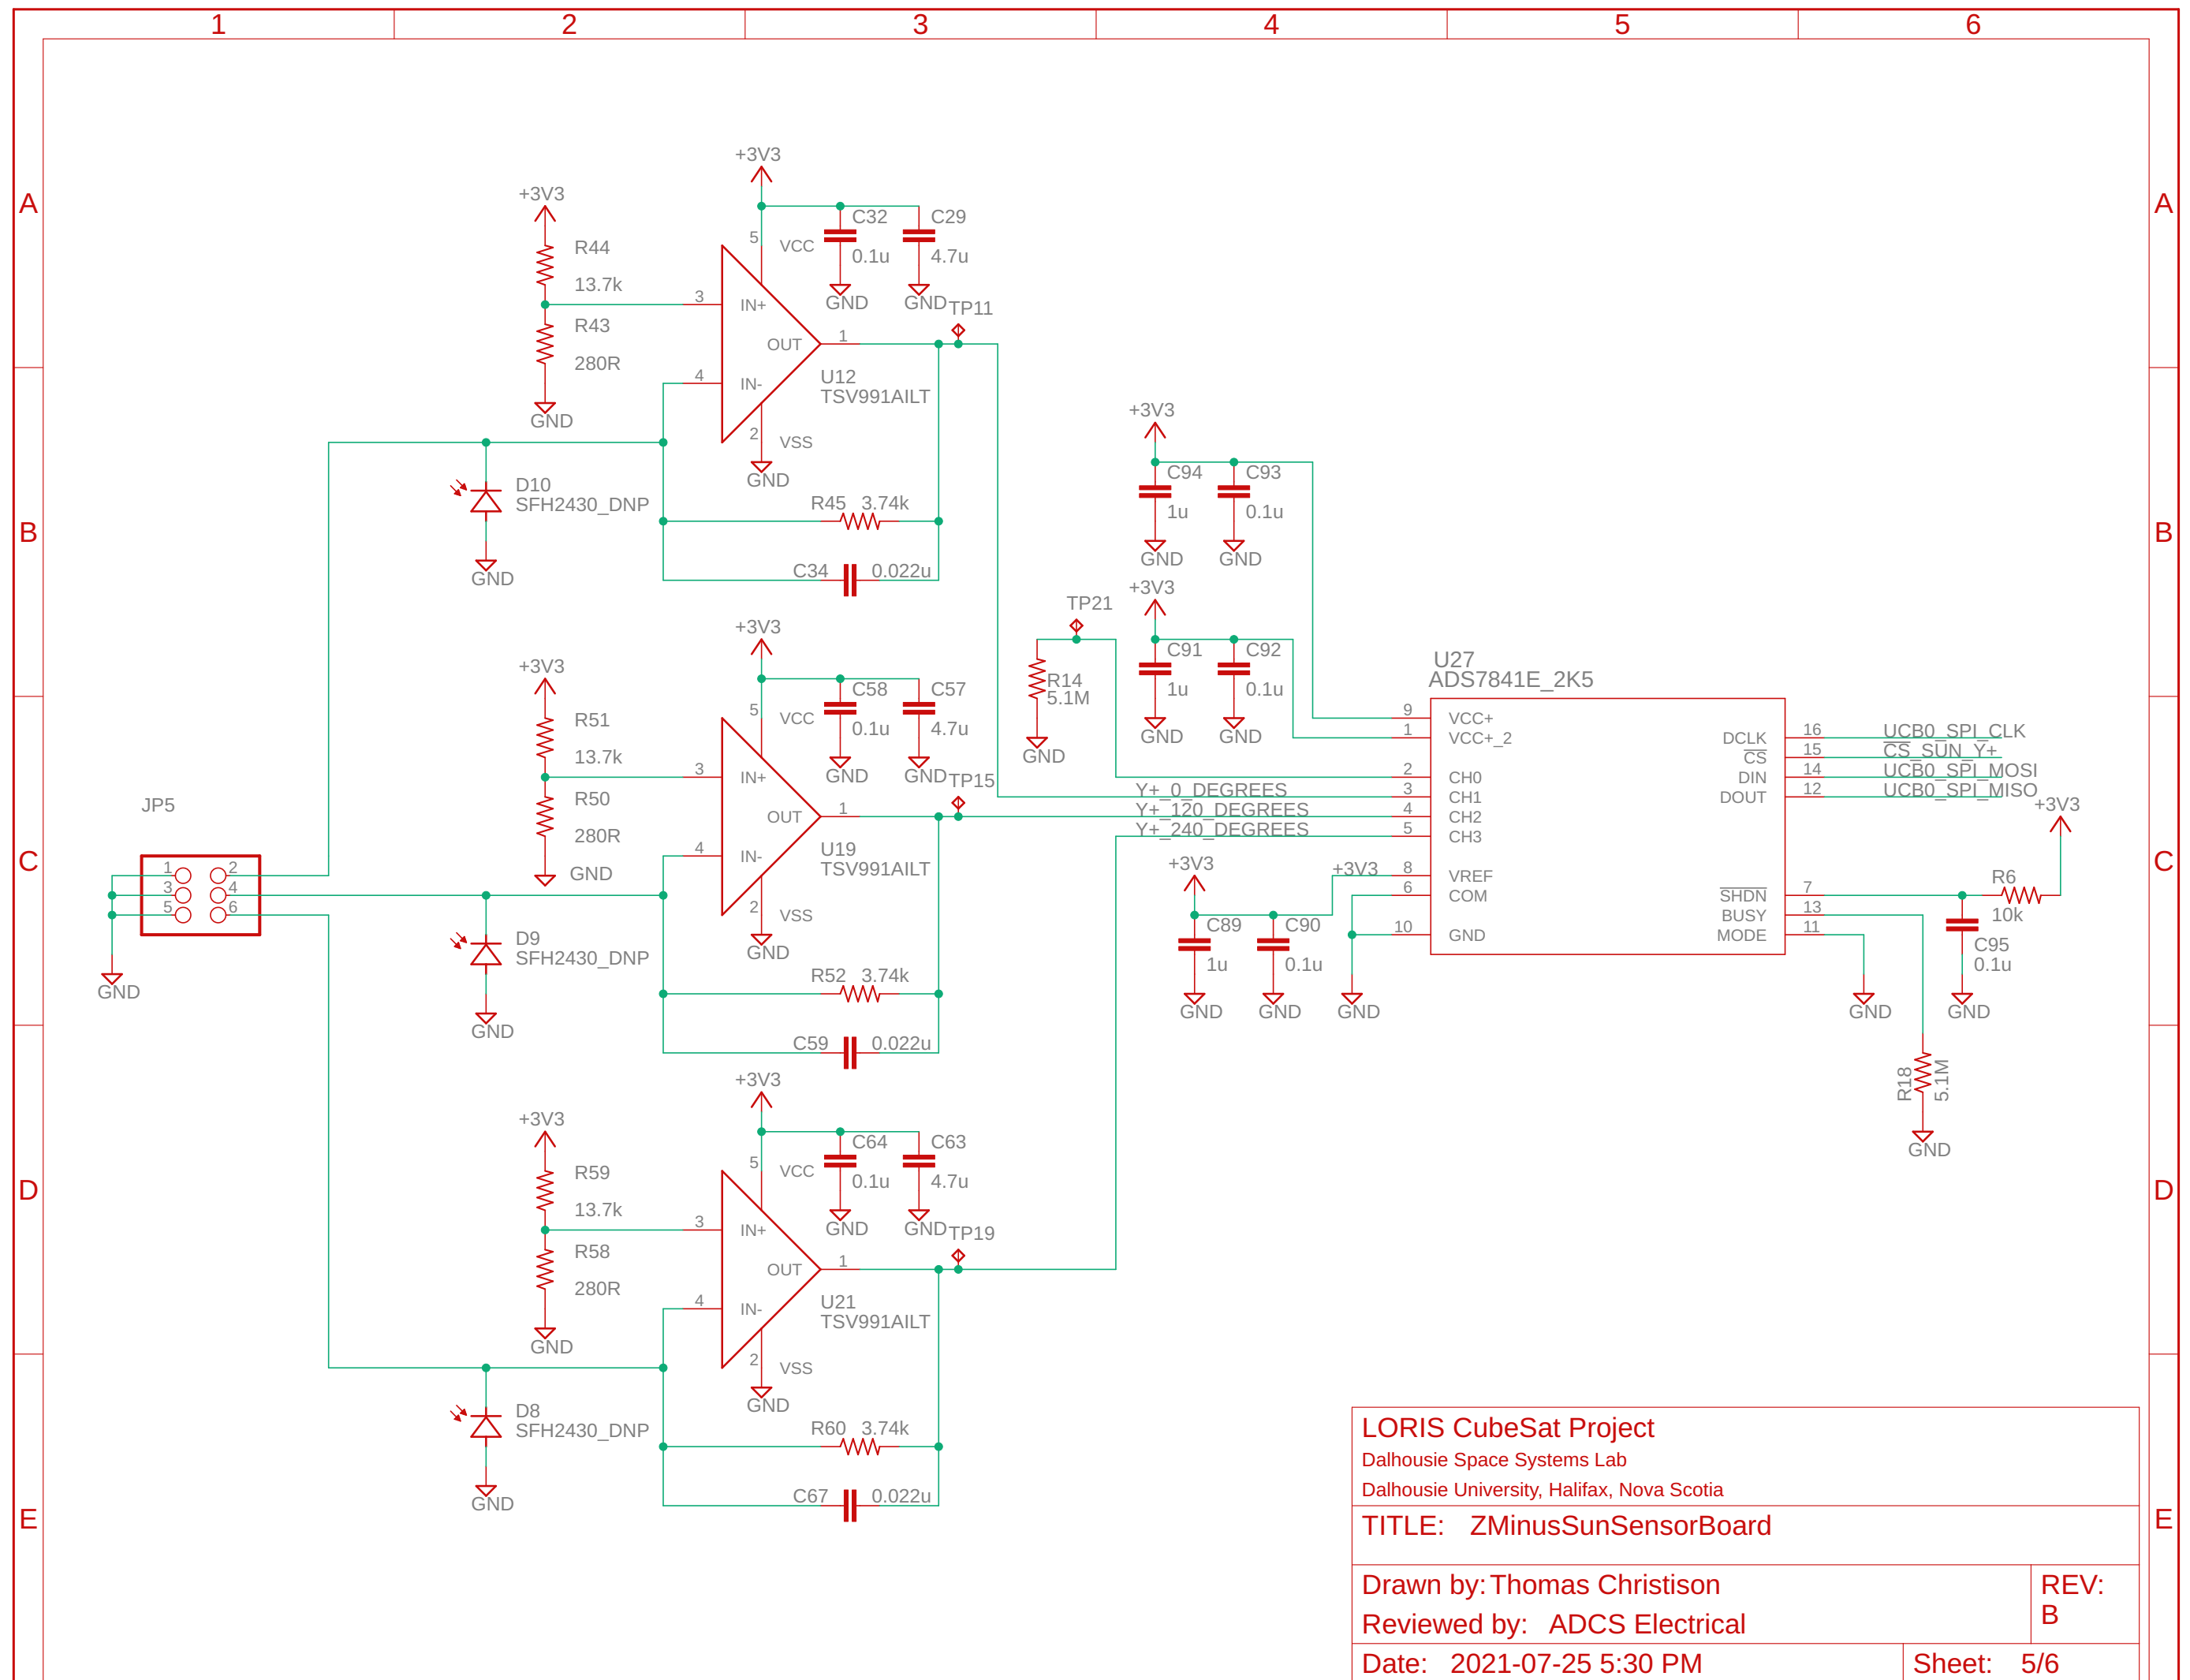 1 2 3 4 5 6
A A
+3V3
+3V3
R44
13.7k
R43
280R
GND
5 VCC
C32
0.1u
GND
C29
4.7u
GND
TP11
3 IN+
OUT 1
4 IN-
U12
TSV991AILT
2 VSS
GND
B B
D10
SFH2430_DNP
GND
R45 3.74k
C34 0.022u
+3V3
C94
1u
GND
C93
0.1u
GND
+3V3
C91
1u
GND
C92
0.1u
GND
TP21
R14
5.1M
GND
+3V3
+3V3
R51
13.7k
R50
280R
GND
5 VCC
C58
0.1u
GND
C57
4.7u
GND
TP15
3 IN+
OUT 1
4 IN-
U19
TSV991AILT
2 VSS
GND
C C
JP5
1 2
3 4
5 6
GND
D9
SFH2430_DNP
GND
R52 3.74k
C59 0.022u
U27
ADS7841E_2K5
9 VCC+
1 VCC+_2
2 CH0
Y+_0_DEGREES 3 CH1
Y+_120_DEGREES 4 CH2
Y+_240_DEGREES 5 CH3
+3V3 8 VREF
6 COM
10 GND
DCLK 16 UCB0_SPI_CLK
CS 15 CS_SUN_Y+
DIN 14 UCB0_SPI_MOSI
DOUT 12 UCB0_SPI_MISO
SHDN 7
BUSY 13
MODE 11
+3V3
C89
1u
GND
C90
0.1u
GND
GND
+3V3
R6
10k
C95
0.1u
GND
GND
R18
5.1M
GND
D D
+3V3
+3V3
R59
13.7k
R58
280R
GND
5 VCC
C64
0.1u
GND
C63
4.7u
GND
TP19
3 IN+
OUT 1
4 IN-
U21
TSV991AILT
2 VSS
GND
D8
SFH2430_DNP
GND
R60 3.74k
C67 0.022u
E E
LORIS CubeSat Project
Dalhousie Space Systems Lab
Dalhousie University, Halifax, Nova Scotia
TITLE: ZMinusSunSensorBoard
Drawn by: Thomas Christison
Reviewed by: ADCS Electrical
REV:
B
Date: 2021-07-25 5:30 PM
Sheet: 5/6